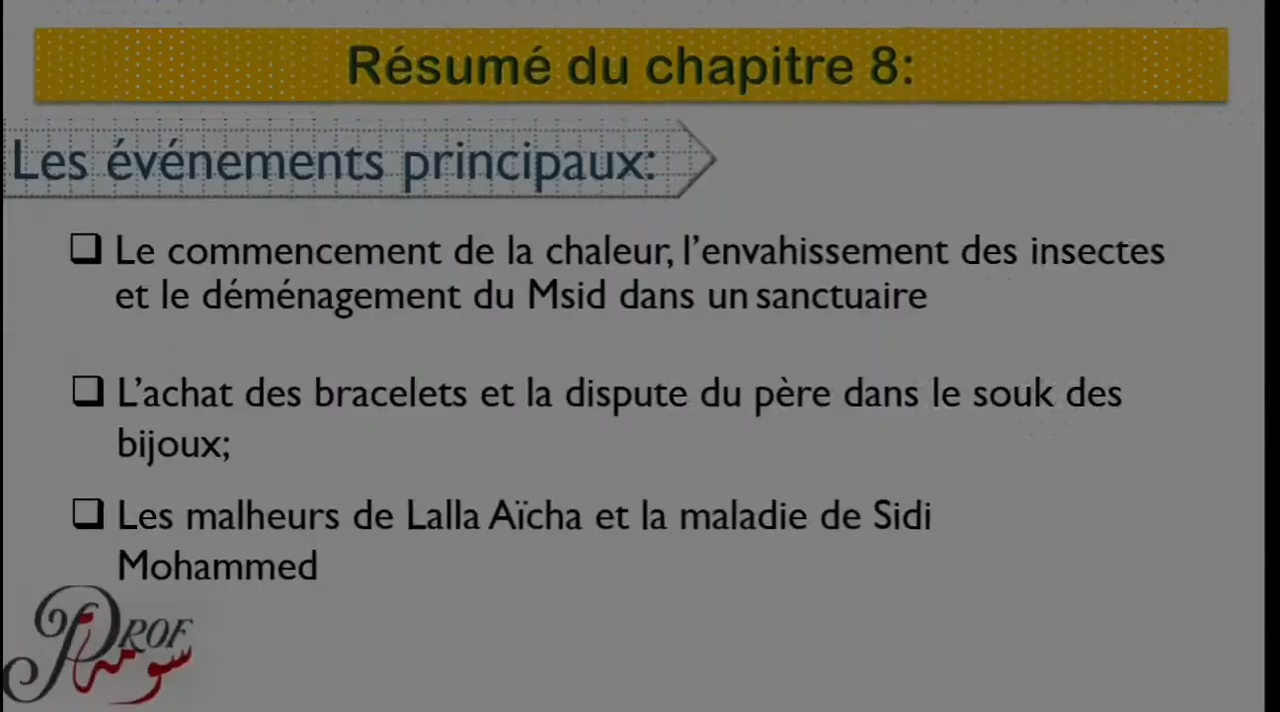 Résumé du chapitre 8:
Les événements principaux:
❑ Le commencement de la chaleur, l'envahissement des insectes
et le déménagement du Msid dans un sanctuaire
❑ L'achat des bracelets et la dispute du père dans le souk des
bijoux;
❑ Les malheurs de Lalla Aïcha et la maladie de Sidi
Mohammed
PROF
سومية